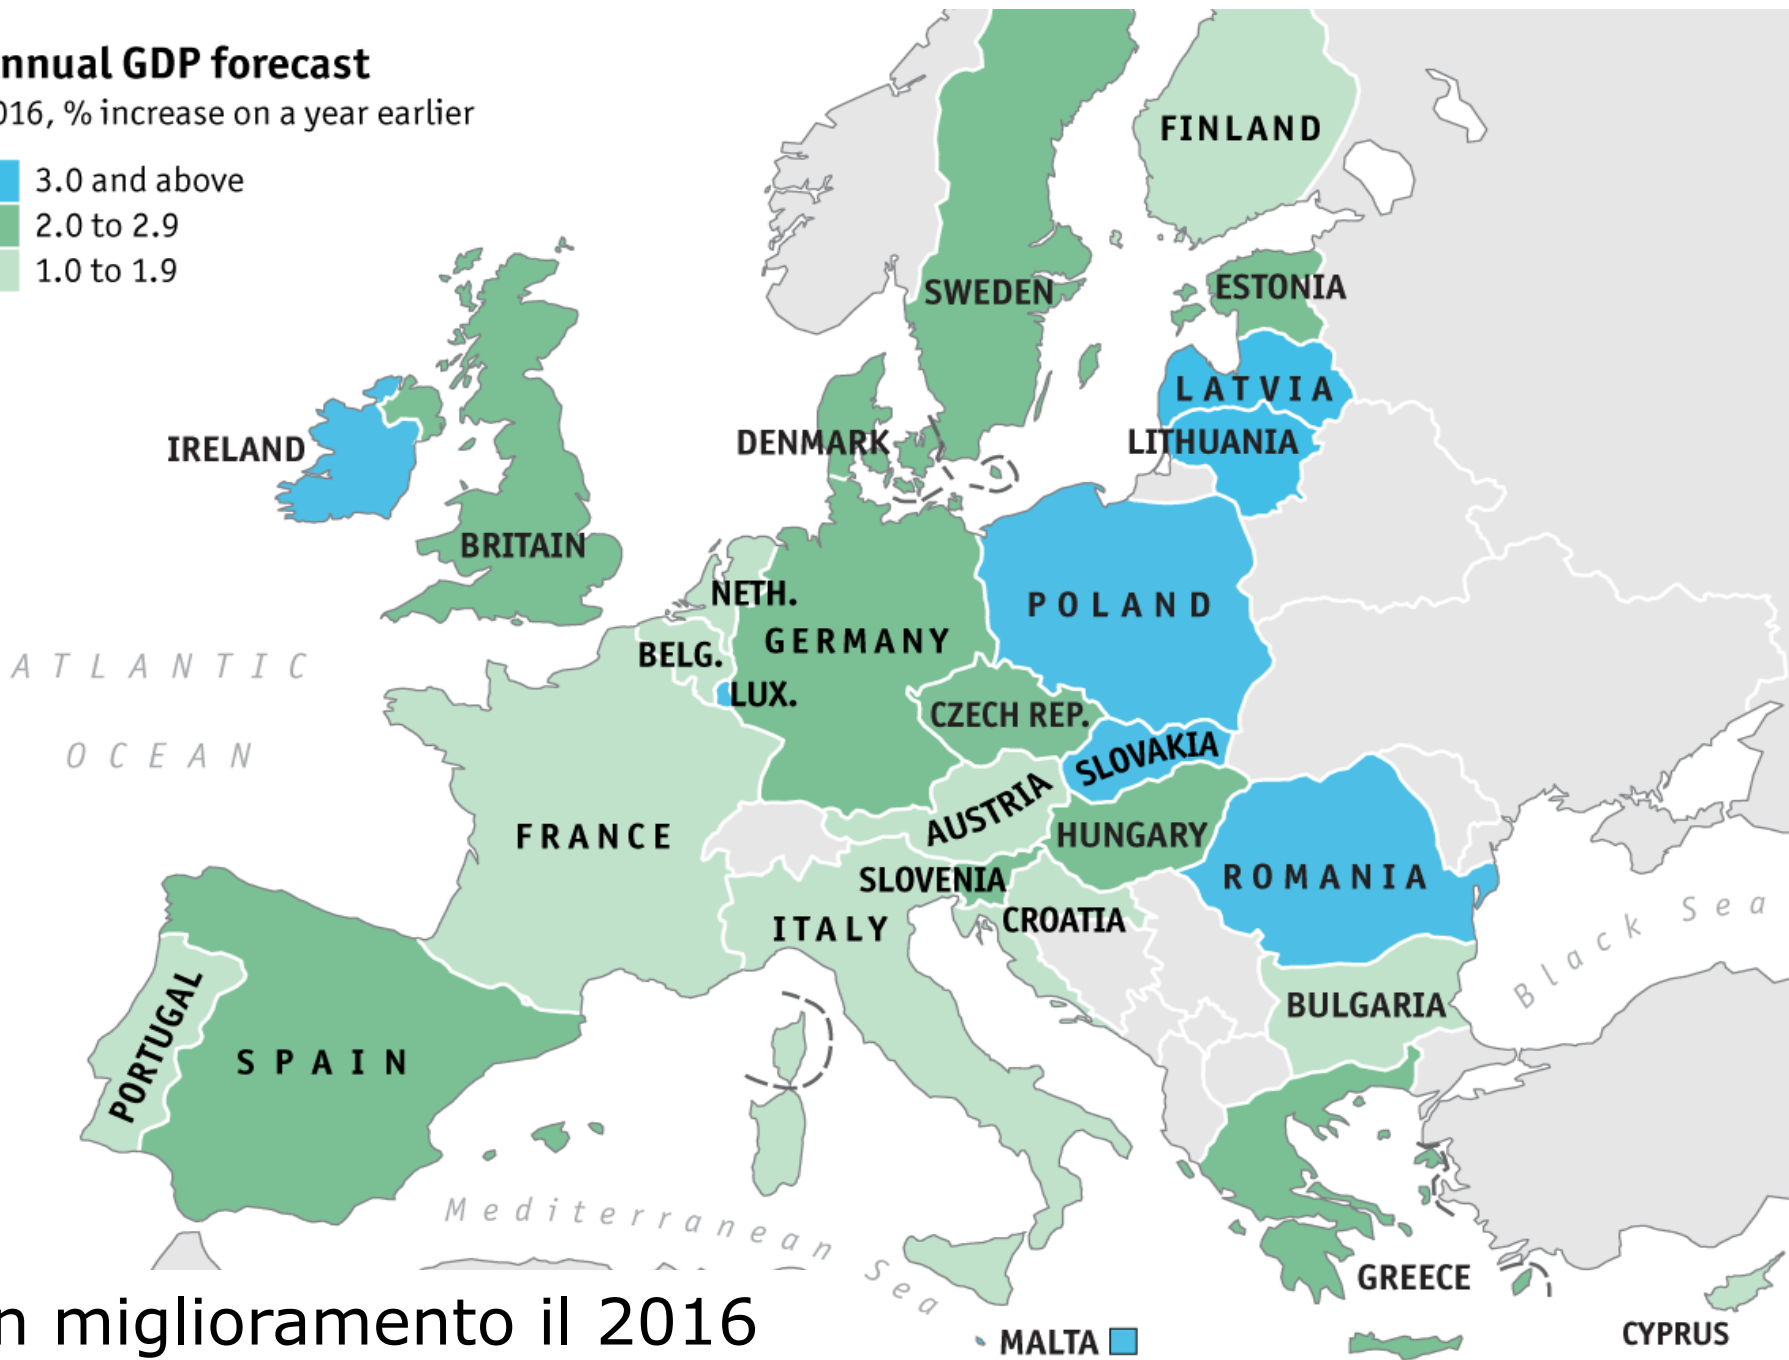 nnual GDP forecast
016, % increase on a year earlier
3.0 and above
2.0 to 2.9
1.0 to 1.9
FINLAND
SWEDEN
ESTONIA
LATVIA
LITHUANIA
DENMARK
IRELAND
BRITAIN
NETH.
POLAND
GERMANY
BELG.
LUX.
ATLANTIC
OCEAN
CZECH REP.
SLOVAKIA
AUSTRIA
FRANCE
HUNGARY
ROMANIA
SLOVENIA
CROATIA
ITALY
Black Sea
BULGARIA
PORTUGAL
SPAIN
Mediterranean Sea
GREECE
CYPRUS
MALTA
n miglioramento il 2016